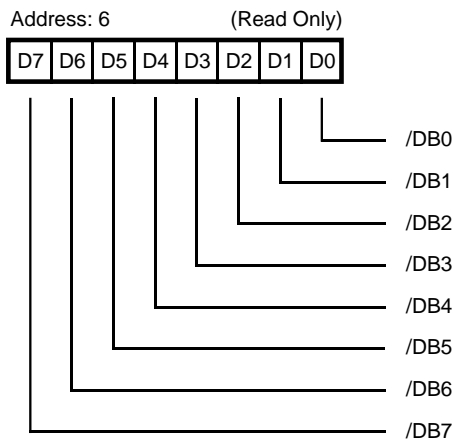 Address: 6 (Read Only)
D7 D6 D5 D4 D3 D2 D1 D0
/DB0
/DB1
/DB2
/DB3
/DB4
/DB5
/DB6
/DB7